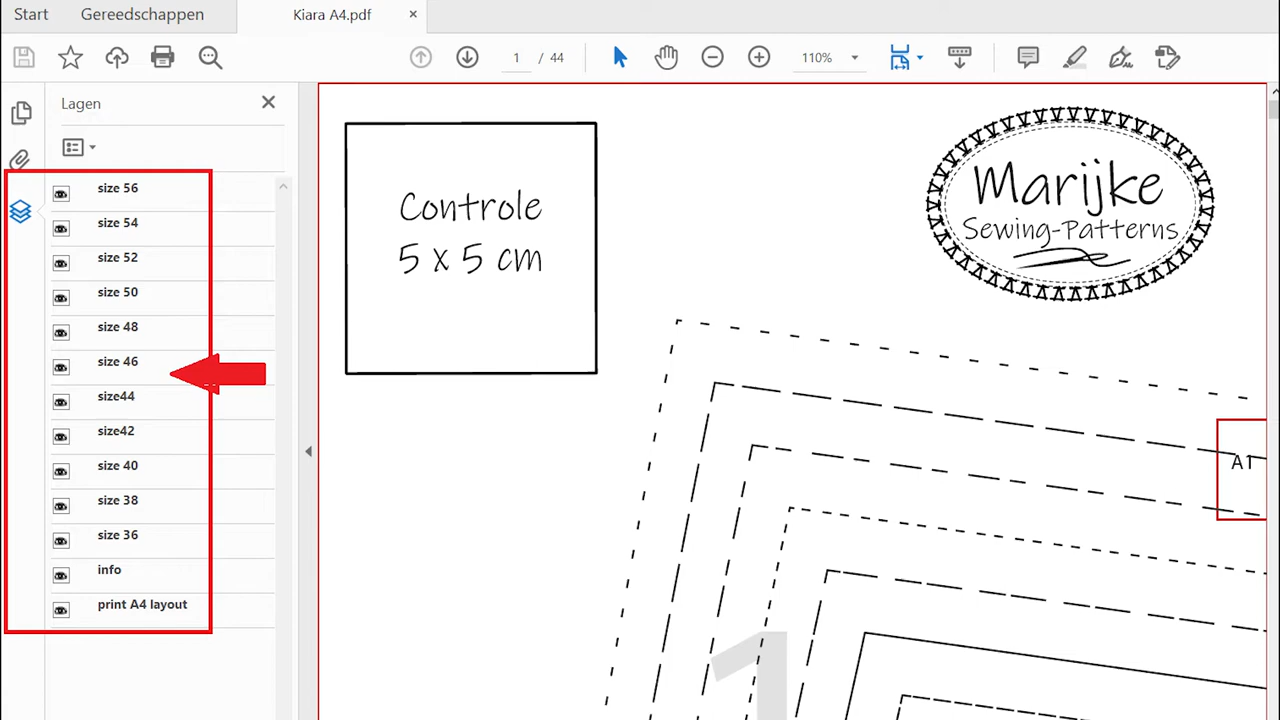 Start
Gereedschappen
Kiara A4.pdf
1 / 44
110%
Lagen
size 56
size 54
size 52
size 50
size 48
size 46
size44
size42
size 40
size 38
size 36
info
print A4 layout
Controle
5 x 5 cm
Marijke
Sewing-Patterns
A1
1